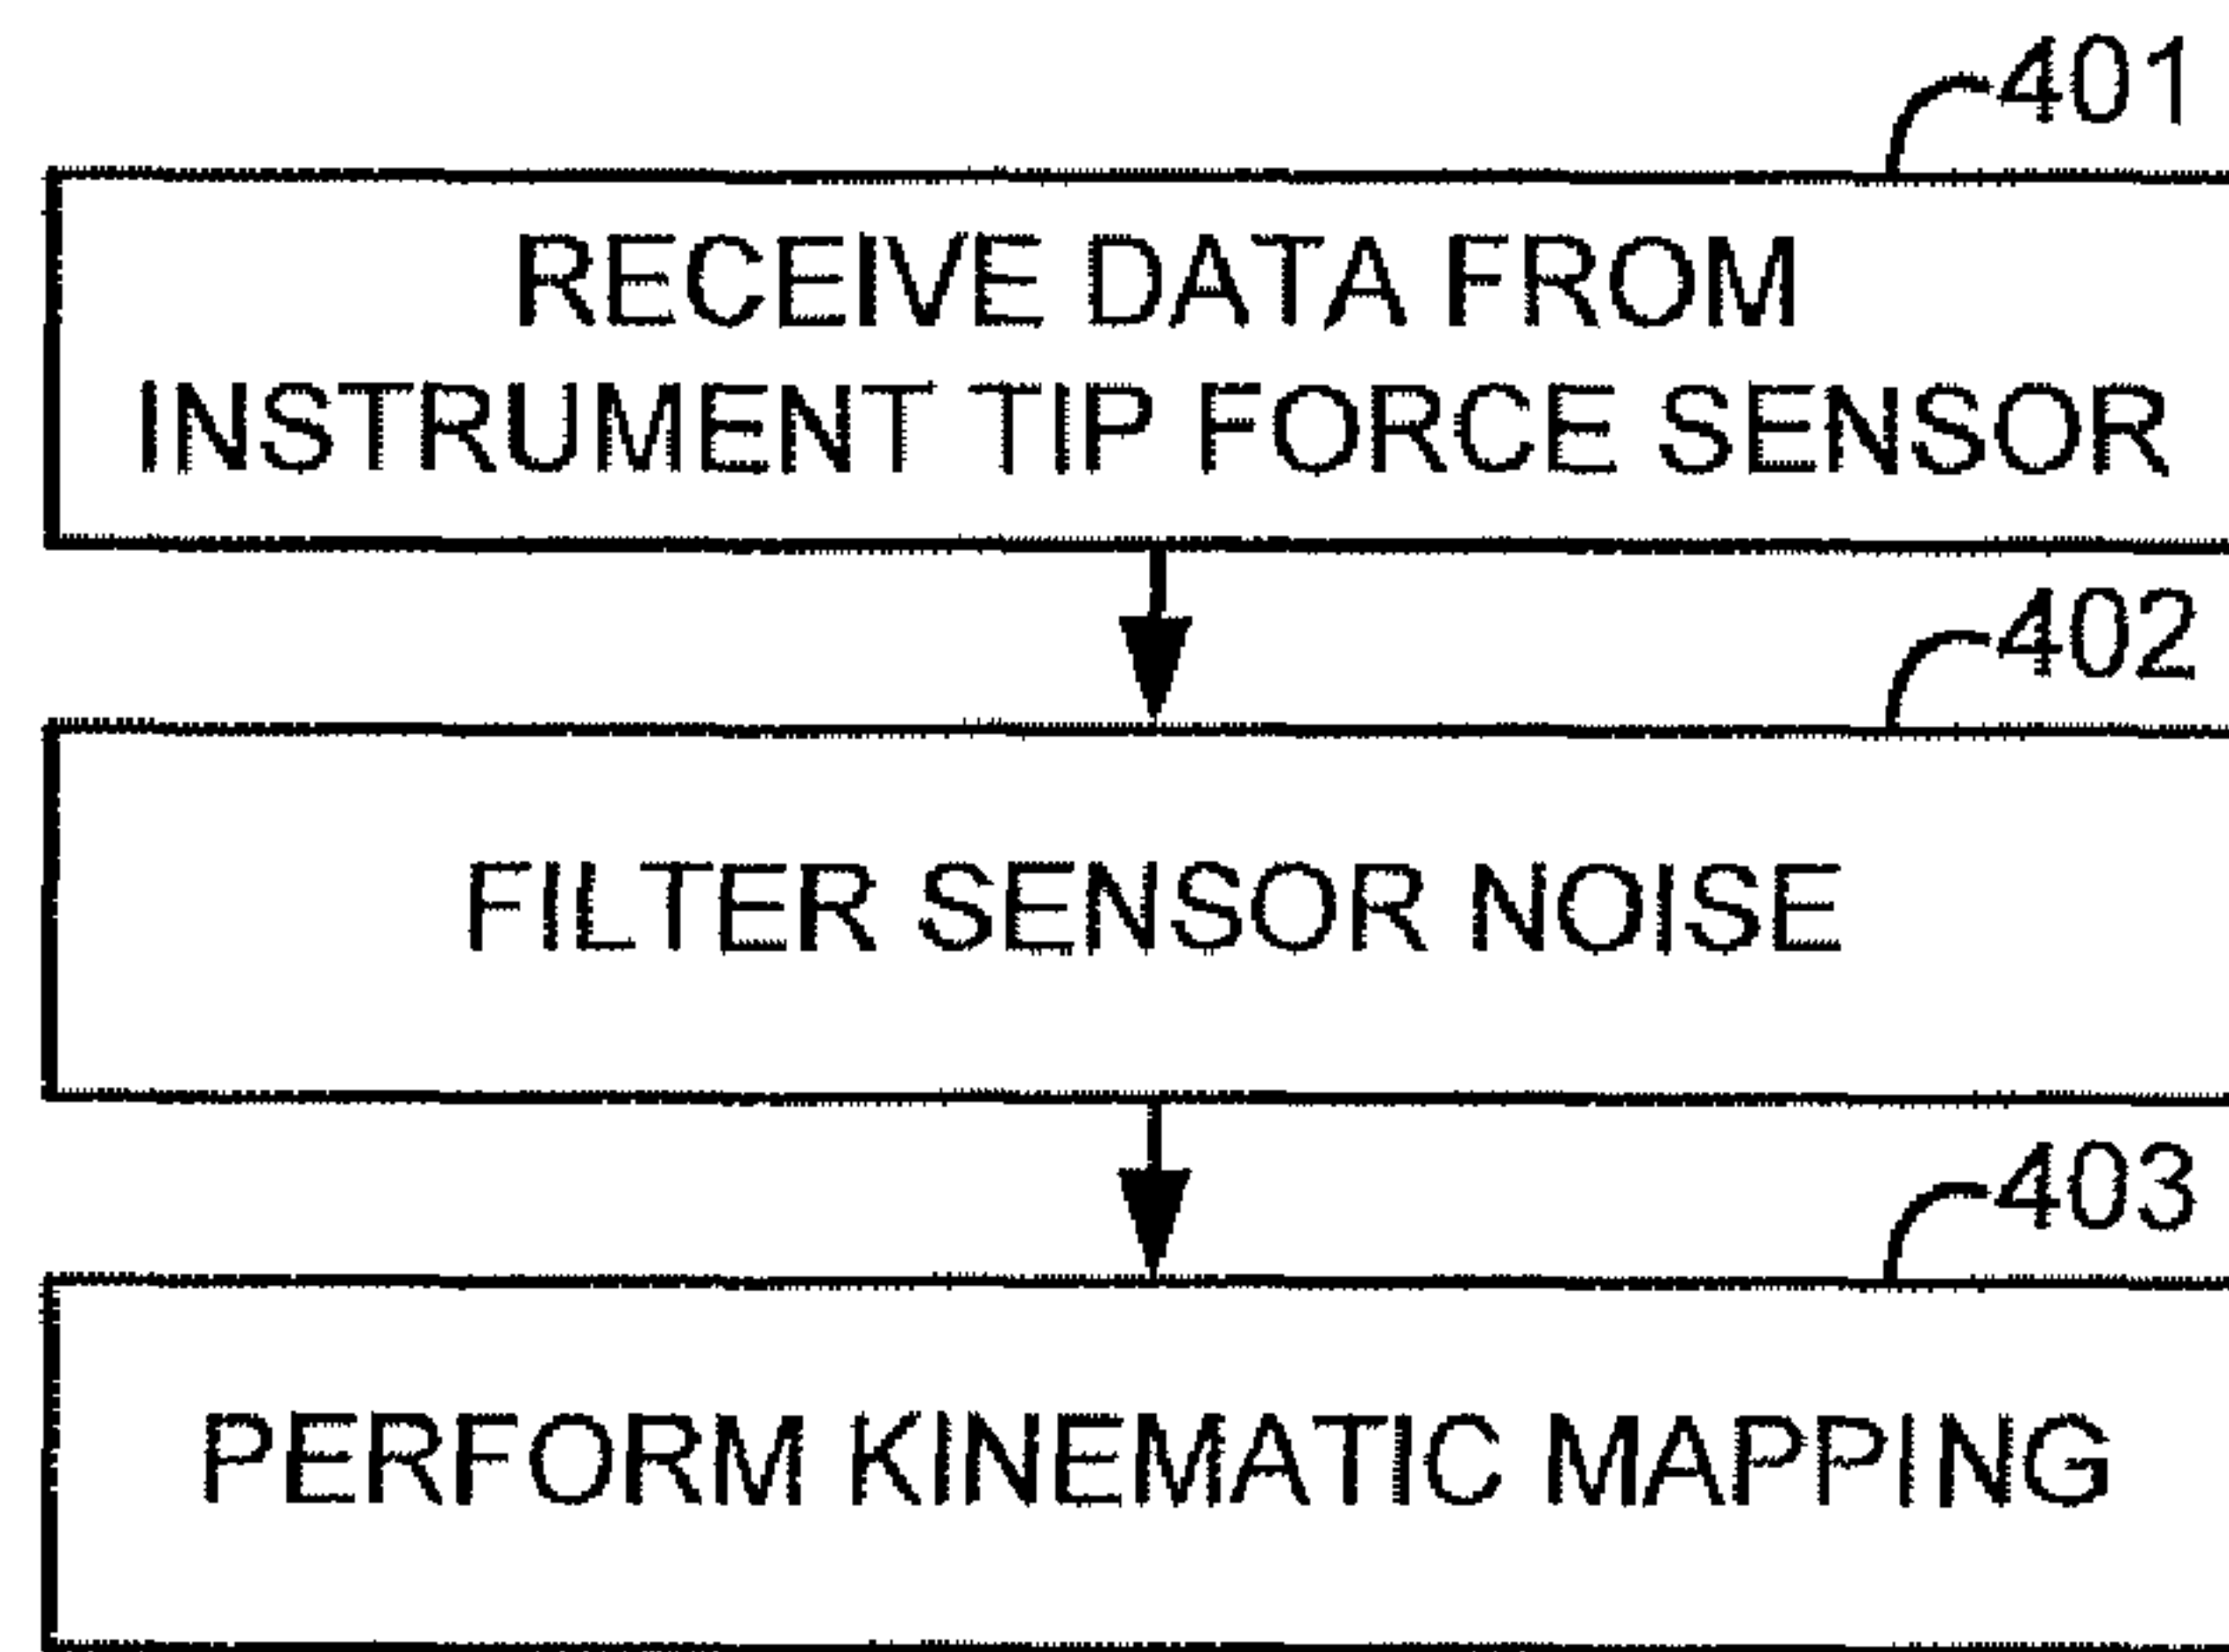 401
RECEIVE DATA FROM
INSTRUMENT TIP FORCE SENSOR
402
FILTER SENSOR NOISE
403
PERFORM KINEMATIC MAPPING